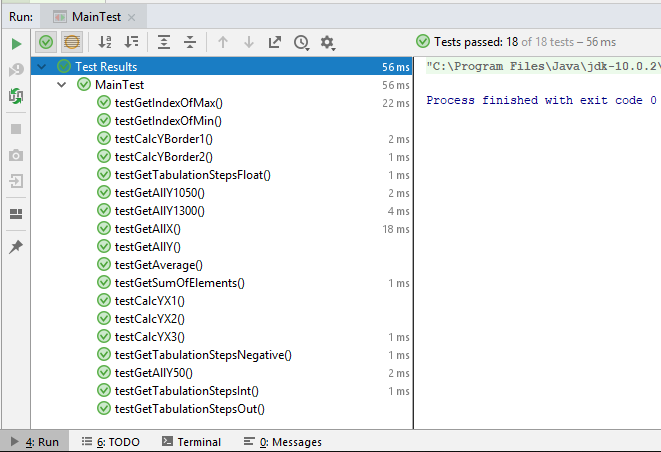 Run: MainTest ×
Tests passed: 18 of 18 tests – 56 ms
Test Results 56 ms
MainTest 56 ms
testGetIndexOfMax() 22 ms
testGetIndexOfMin()
testCalcYBorder1() 2 ms
testCalcYBorder2() 1 ms
testGetTabulationStepsFloat() 1 ms
testGetAllY1050() 2 ms
testGetAllY1300() 4 ms
testGetAllX() 18 ms
testGetAllY()
testGetAverage()
testGetSumOfElements() 1 ms
testCalcYX1()
testCalcYX2()
testCalcYX3() 1 ms
testGetTabulationStepsNegative() 1 ms
testGetAllY50() 2 ms
testGetTabulationStepsInt() 1 ms
testGetTabulationStepsOut()
"C:\Program Files\Java\jdk-10.0.2\
Process finished with exit code 0
4: Run 6: TODO Terminal 0: Messages